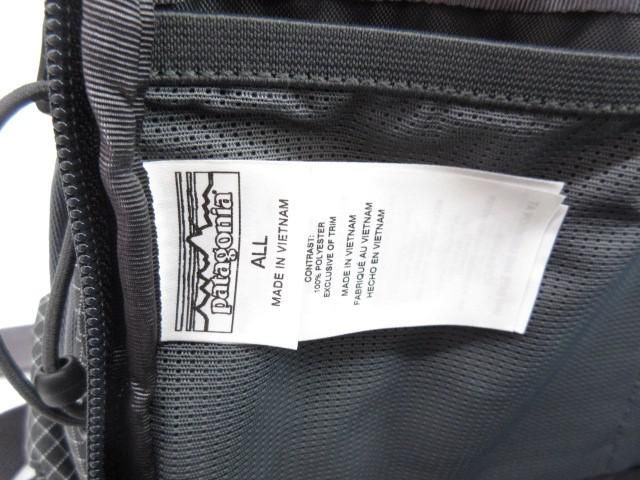 patagonia®
ALL
MADE IN VIETNAM
CONTRAST:
100% POLYESTER
EXCLUSIVE OF TRIM
MADE IN VIETNAM
FABRIQUÉ AU VIETNAM
HECHO EN VIETNAM